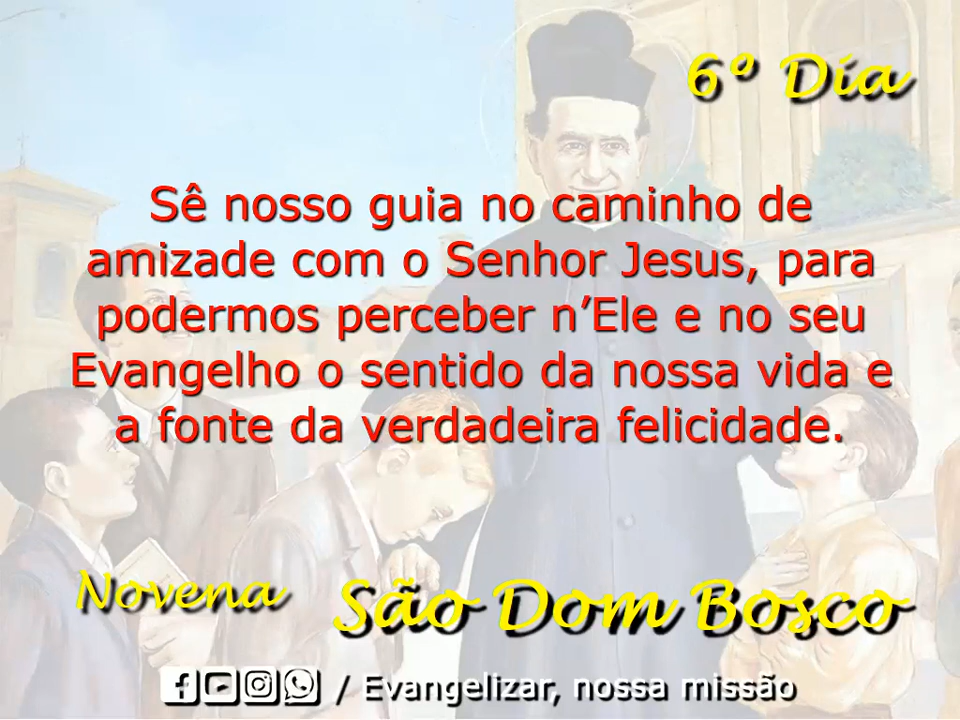 6º Dia
Sê nosso guia no caminho de
amizade com o Senhor Jesus, para
podermos perceber n’Ele e no seu
Evangelho o sentido da nossa vida e
a fonte da verdadeira felicidade.
Novena São Dom Bosco
/ Evangelizar, nossa missão